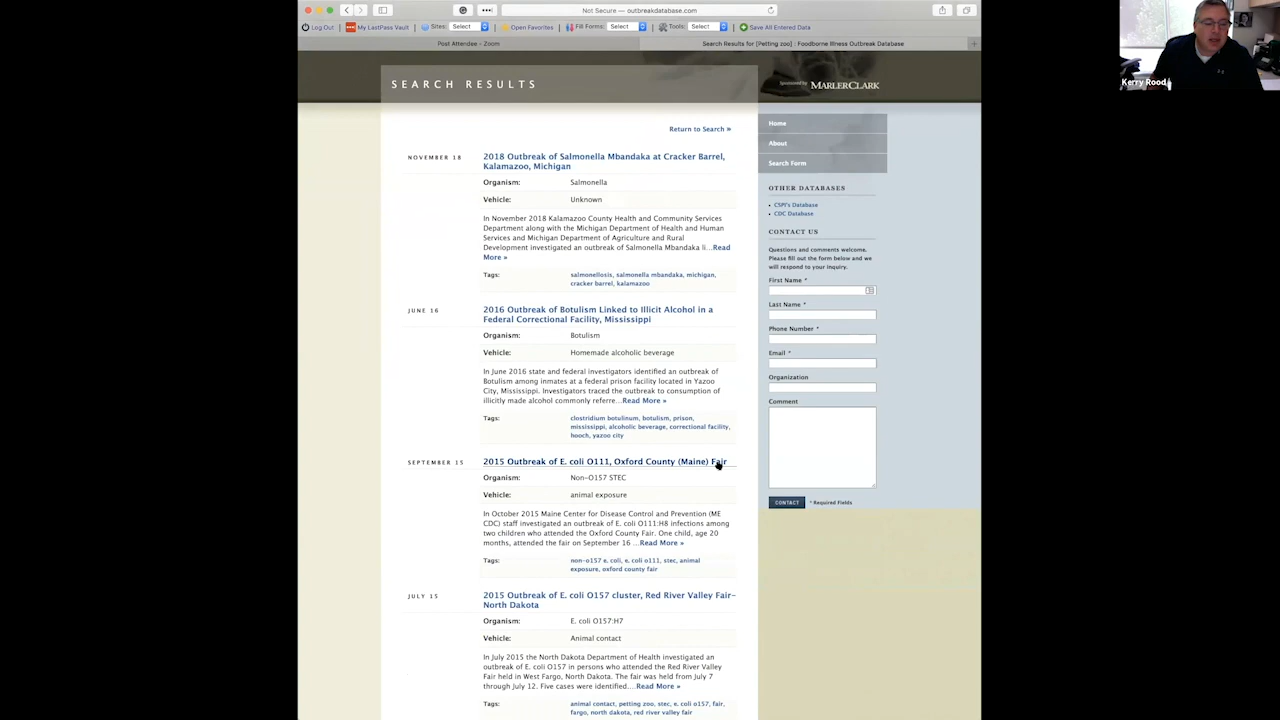 Not Secure — outbreakdatabase.com
Log Out
My LastPass Vault
Sites:
Select
Open Favorites
Fill Forms:
Select
Tools:
Select
Save All Entered Data
Post Attendee - Zoom
Search Results for [Petting zoo] : Foodborne Illness Outbreak Database
Kerry Rood
SEARCH RESULTS
Sponsored by MARLERCLARK
Return to Search »
NOVEMBER 18
2018 Outbreak of Salmonella Mbandaka at Cracker Barrel,
Kalamazoo, Michigan
Organism: Salmonella
Vehicle: Unknown
In November 2018 Kalamazoo County Health and Community Services
Department along with the Michigan Department of Health and Human
Services and Michigan Department of Agriculture and Rural
Development investigated an outbreak of Salmonella Mbandaka li...Read
More »
Tags: salmonellosis, salmonella mbandaka, michigan,
cracker barrel, kalamazoo
JUNE 16
2016 Outbreak of Botulism Linked to Illicit Alcohol in a
Federal Correctional Facility, Mississippi
Organism: Botulism
Vehicle: Homemade alcoholic beverage
In June 2016 state and federal investigators identified an outbreak of
Botulism among inmates at a federal prison facility located in Yazoo
City, Mississippi. Investigators traced the outbreak to consumption of
illicitly made alcohol commonly referre...Read More »
Tags: clostridium botulinum, botulism, prison,
mississippi, alcoholic beverage, correctional facility,
hooch, yazoo city
SEPTEMBER 15
2015 Outbreak of E. coli O111, Oxford County (Maine) Fair
Organism: Non-O157 STEC
Vehicle: animal exposure
In October 2015 Maine Center for Disease Control and Prevention (ME
CDC) staff investigated an outbreak of E. coli O111:H8 infections among
two children who attended the Oxford County Fair. One child, age 20
months, attended the fair on September 16 ...Read More »
Tags: non-o157 e. coli, e. coli o111, stec, animal
exposure, oxford county fair
JULY 15
2015 Outbreak of E. coli O157 cluster, Red River Valley Fair-
North Dakota
Organism: E. coli O157:H7
Vehicle: Animal contact
In July 2015 the North Dakota Department of Health investigated an
outbreak of E. coli O157 in persons who attended the Red River Valley
Fair held in West Fargo, North Dakota. The fair was held from July 7
through July 12. Five cases were identified....Read More »
Tags: animal contact, petting zoo, stec, e. coli o157, fair,
fargo, north dakota, red river valley fair
Home
About
Search Form
OTHER DATABASES
CSPI's Database
CDC Database
CONTACT US
Questions and comments welcome.
Please fill out the form below and we
will respond to your inquiry.
First Name *
Last Name *
Phone Number *
Email *
Organization
Comment
CONTACT
* Required Fields